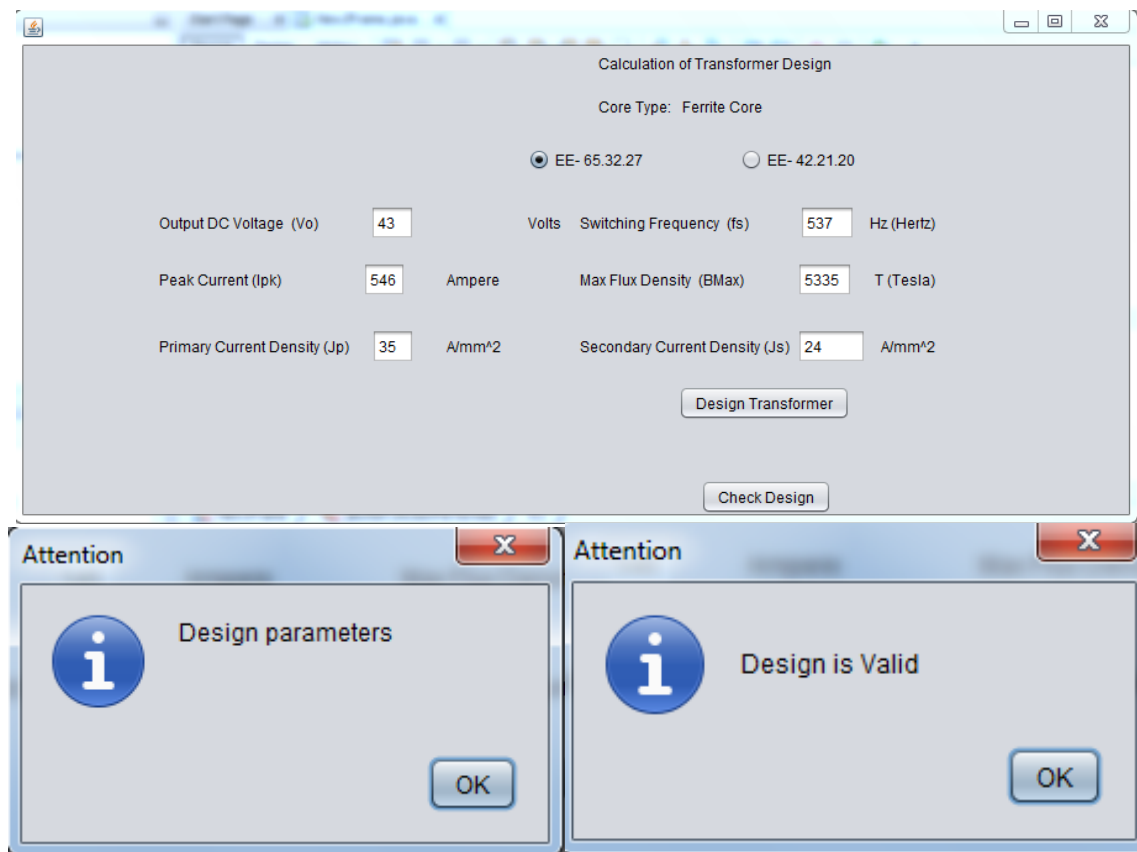 Calculation of Transformer Design
Core Type: Ferrite Core
EE- 65.32.27 EE- 42.21.20
Output DC Voltage (Vo) 43 Volts Switching Frequency (fs) 537 Hz (Hertz)
Peak Current (Ipk) 546 Ampere Max Flux Density (BMax) 5335 T (Tesla)
Primary Current Density (Jp) 35 A/mm^2 Secondary Current Density (Js) 24 A/mm^2
Design Transformer
Check Design
Attention
Design parameters
OK
Attention
Design is Valid
OK